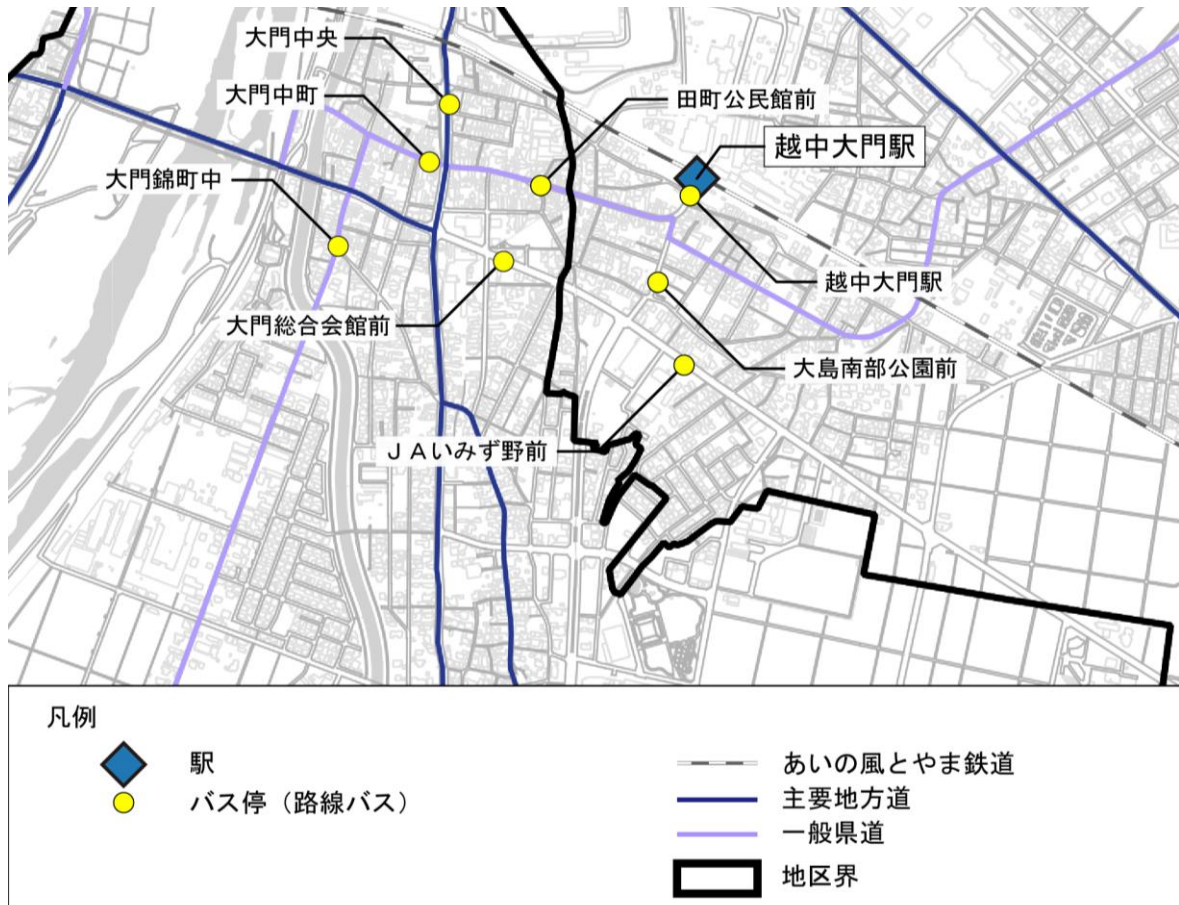 大門中央
大門中町
田町公民館前
越中大門駅
大門錦町中
越中大門駅
大門総合会館前
大島南部公園前
ＪＡいみず野前
凡例
駅
バス停（路線バス）
あいの風とやま鉄道
主要地方道
一般県道
地区界